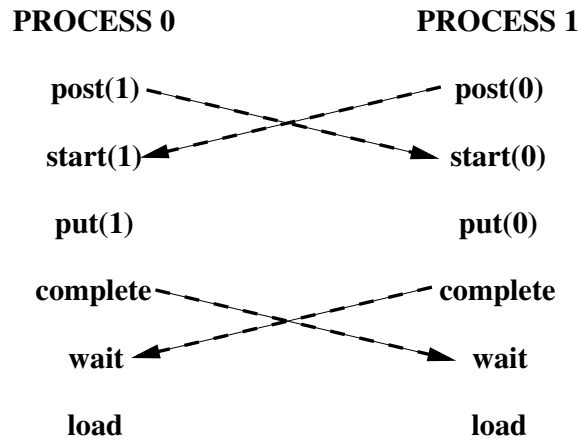 PROCESS 0 PROCESS 1
post(1) post(0)
start(1) start(0)
put(1) put(0)
complete complete
wait wait
load load